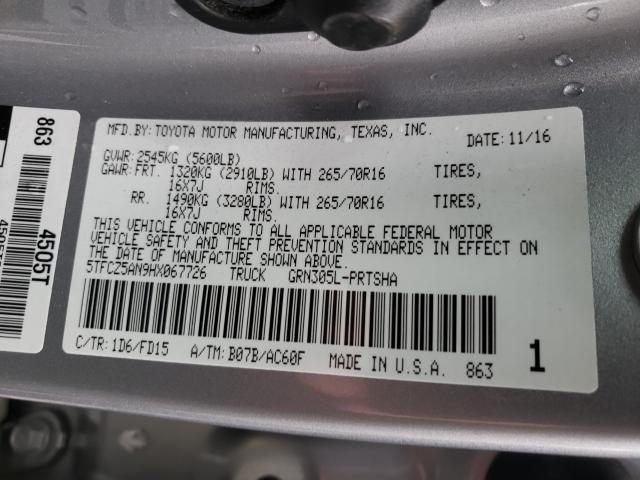 MFD.BY:TOYOTA MOTOR MANUFACTURING, TEXAS, INC.
DATE:11/16
GVWR:2545KG (5600LB)
GAWR:FRT. 1320KG (2910LB) WITH 265/70R16 TIRES,
16X7J RIMS.
RR. 1490KG (3280LB) WITH 265/70R16 TIRES,
16X7J RIMS.
THIS VEHICLE CONFORMS TO ALL APPLICABLE FEDERAL MOTOR
VEHICLE SAFETY AND THEFT PREVENTION STANDARDS IN EFFECT ON
THE DATE OF MANUFACTURE SHOWN ABOVE.
5TFCZ5AN9HX067726 TRUCK GRN305L-PRTSHA
C/TR:1D6/FD15 A/TM:B07B/AC60F MADE IN U.S.A. 863 1
863 4505T